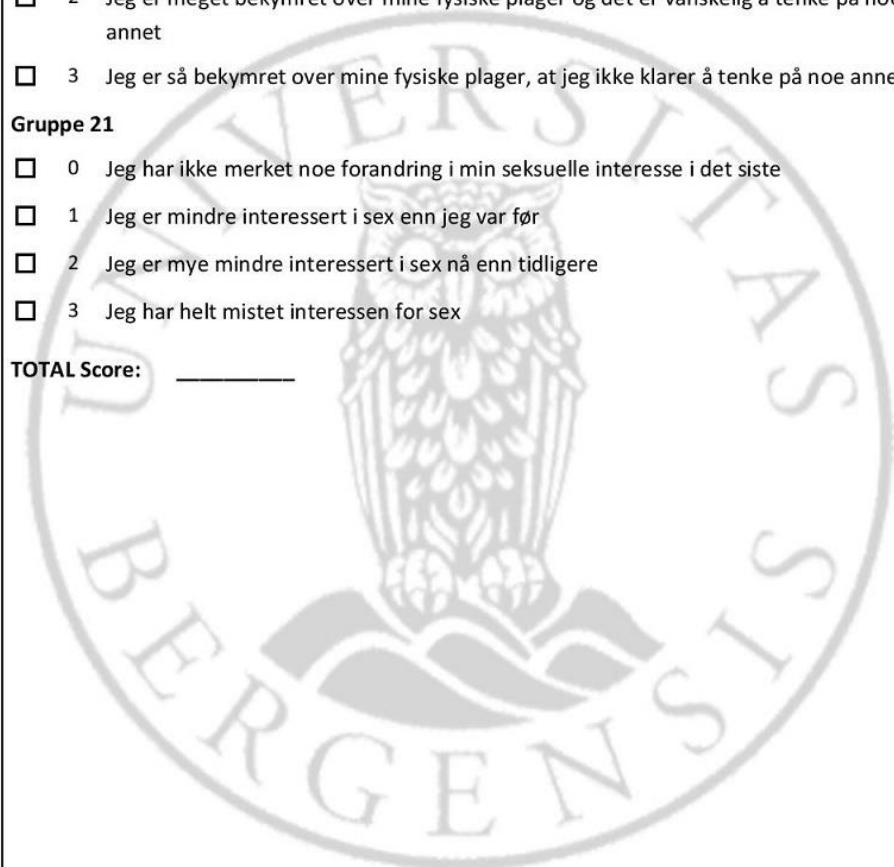 2 Jeg er meget bekymret over mine fysiske plager og det er vanskelig å tenke på
annet
3 Jeg er så bekymret over mine fysiske plager, at jeg ikke klarer å tenke på noe anne
Gruppe 21
0 Jeg har ikke merket noe forandring i min seksuelle interesse i det siste
1 Jeg er mindre interessert i sex enn jeg var før
2 Jeg er mye mindre interessert i sex nå enn tidligere
3 Jeg har helt mistet interessen for sex
TOTAL Score: __________
UNIVERSITAS BERGENSIS